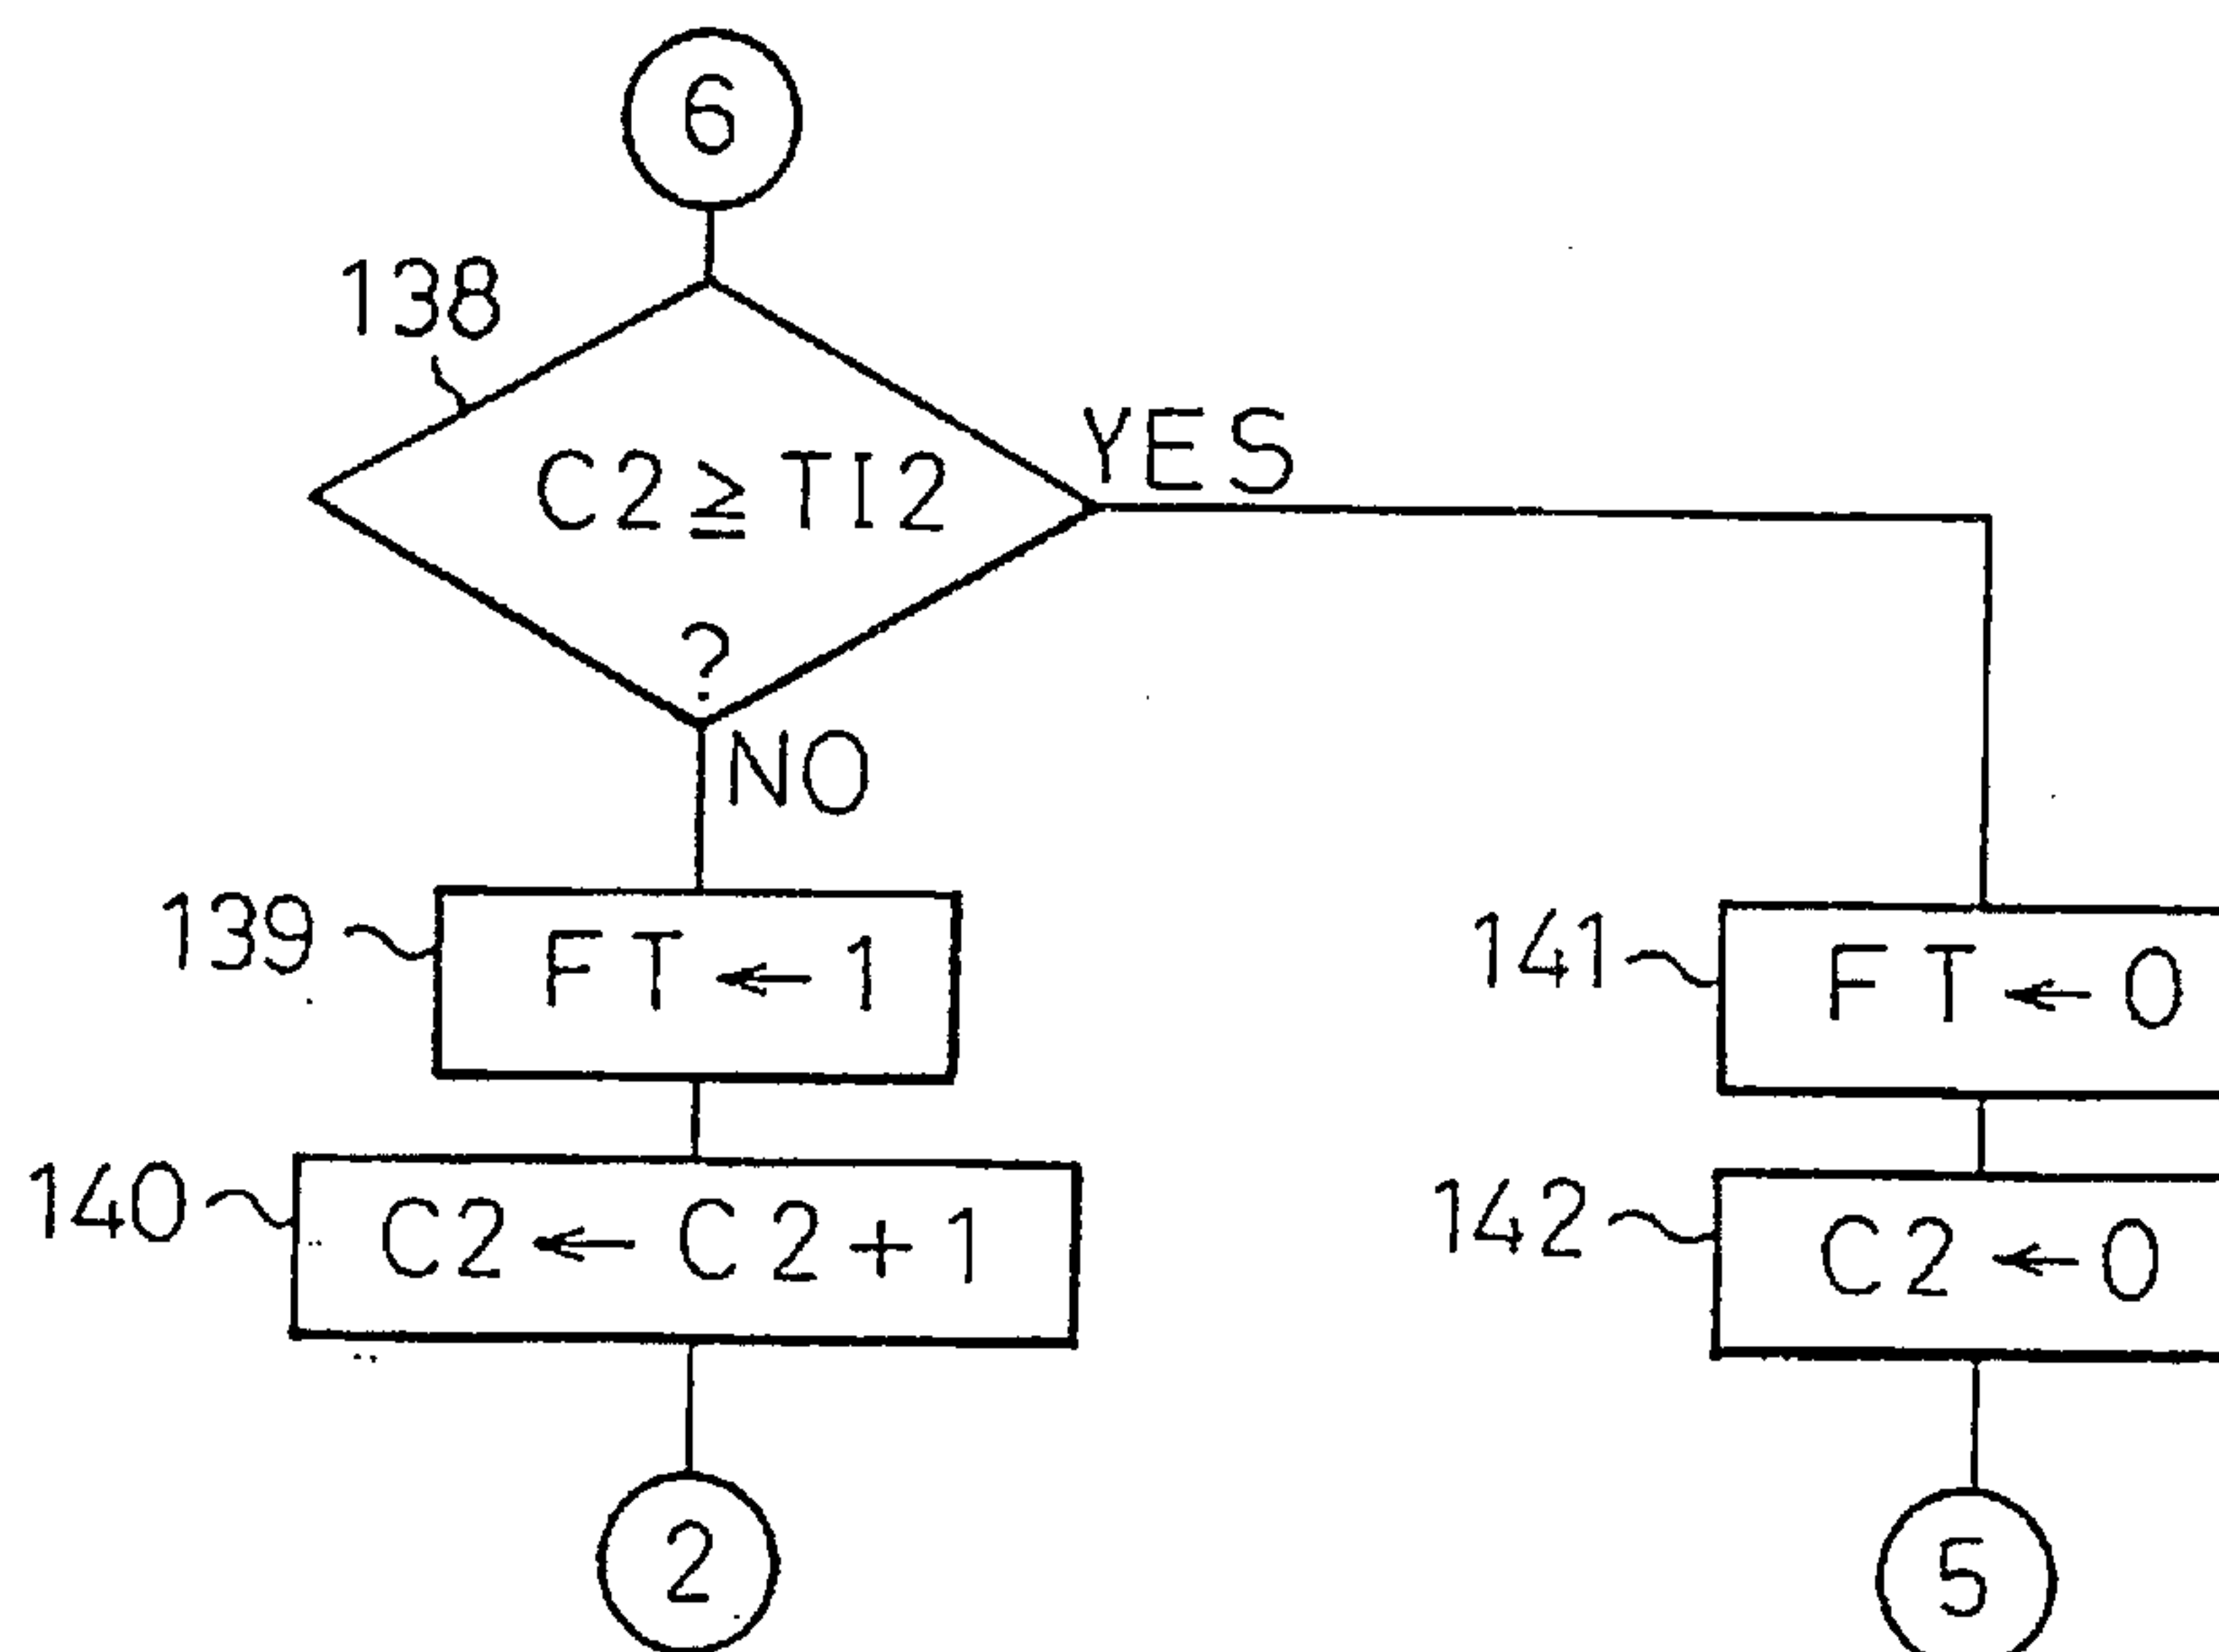 6
138
C2 ≧ TI2
?
YES
NO
139
FT ← 1
140
C2 ← C2 + 1
2
141
FT ← 0
142
C2 ← 0
5